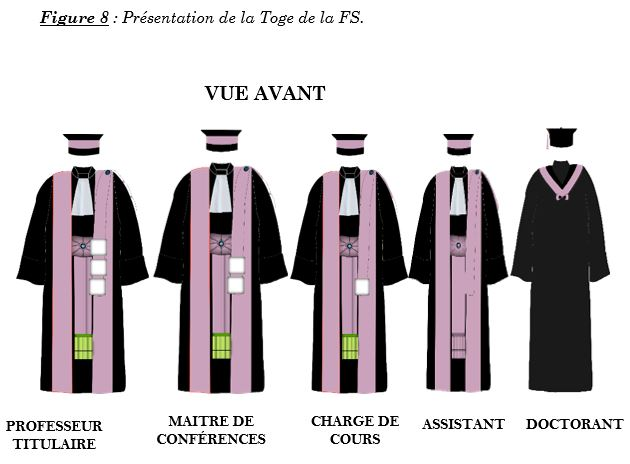 Figure 8 : Présentation de la Toge de la FS.
VUE AVANT
PROFESSEUR
TITULAIRE
MAITRE DE
CONFÉRENCES
CHARGE DE
COURS
ASSISTANT
DOCTORANT